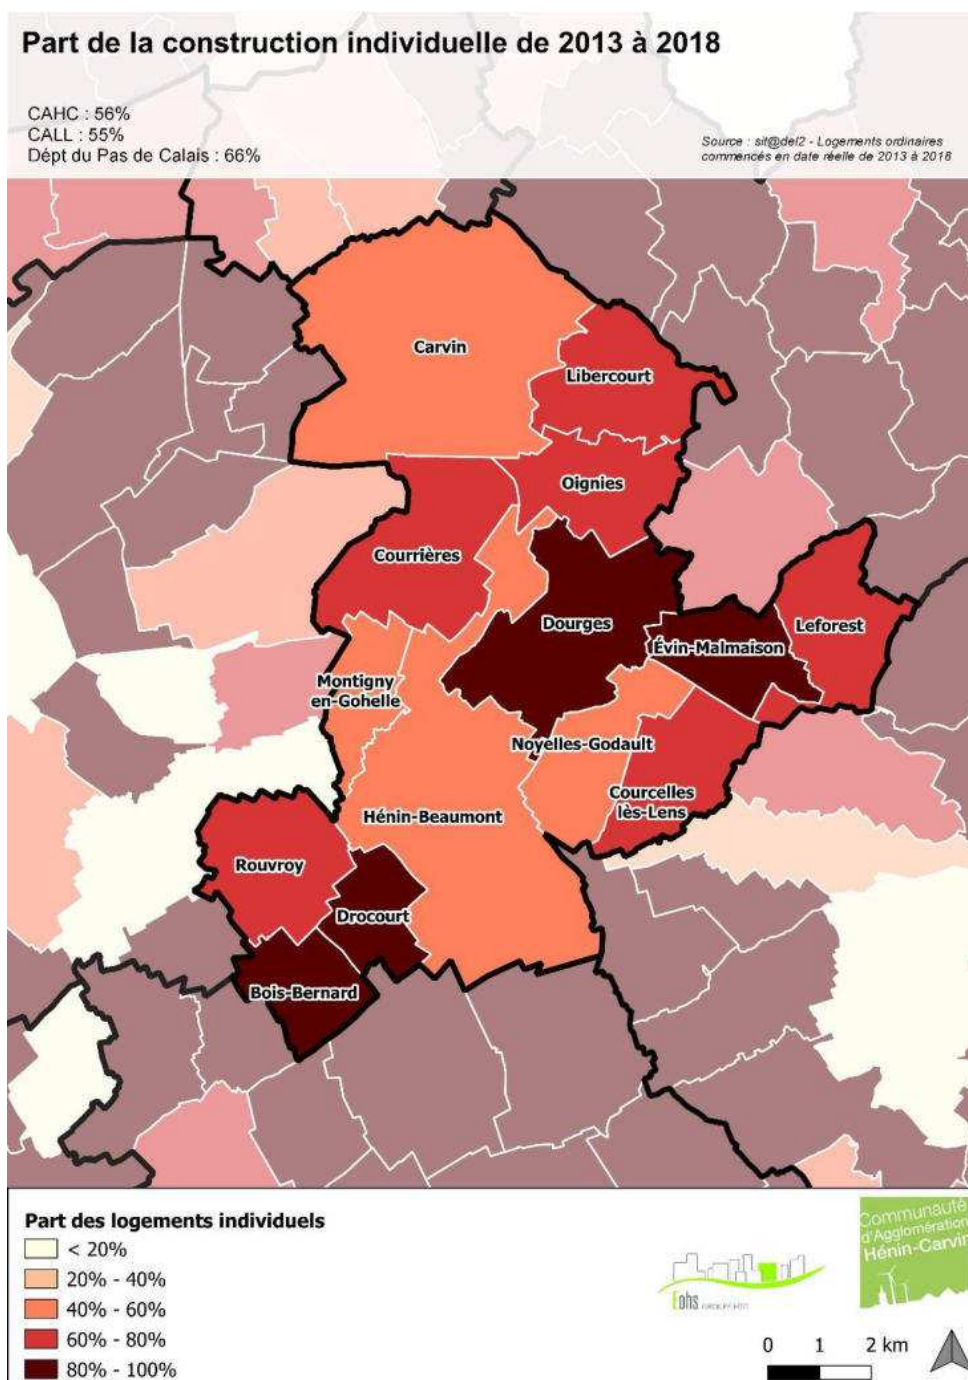 Part de la construction individuelle de 2013 à 2018
CAHC : 56%
CALL : 55%
Dépt du Pas de Calais : 66%
Source : sit@del2 - Logements ordinaires
commencés en date réelle de 2013 à 2018
Carvin
Libercourt
Oignies
Courrières
Dourges
Évin-Malmaison
Leforest
Montigny
en-Gohelle
Noyelles-Godault
Courcelles
lès-Lens
Hénin-Beaumont
Rouvroy
Drocourt
Bois-Bernard
Part des logements individuels
< 20%
20% - 40%
40% - 60%
60% - 80%
80% - 100%
Eohs
Communauté
d'Agglomération
Hénin-Carvin
0 1 2 km